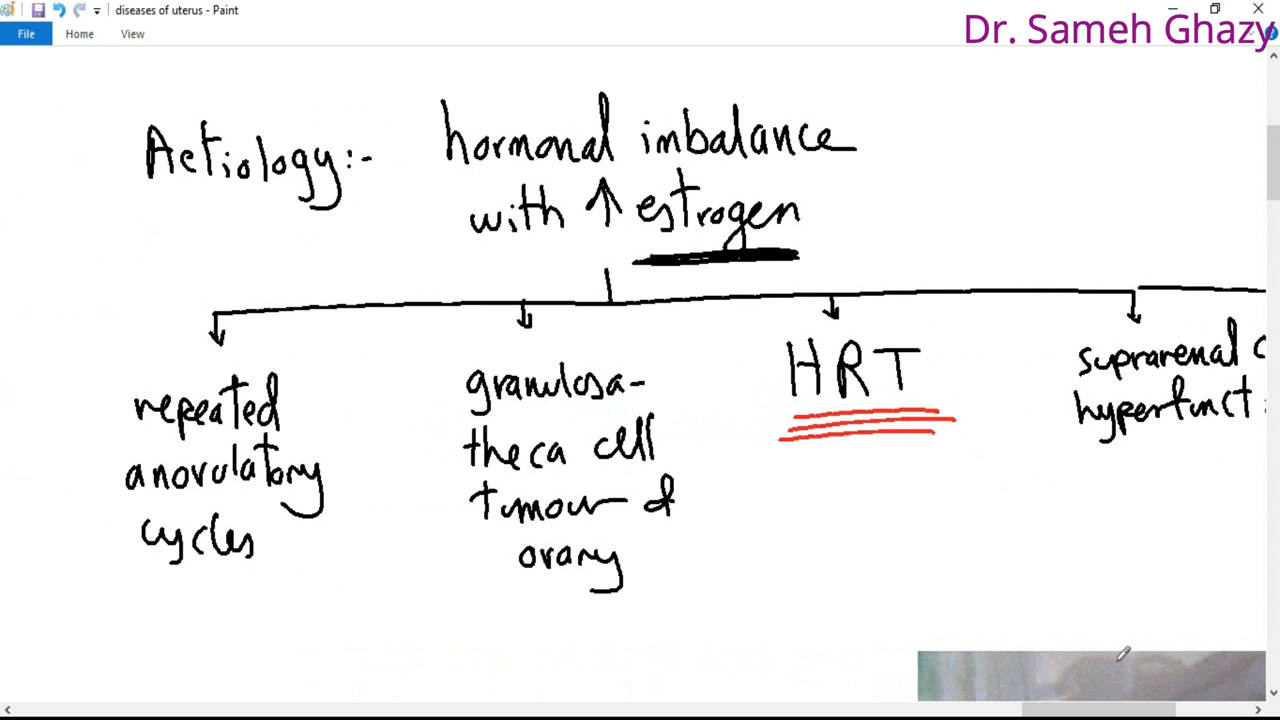 diseases of uterus - Paint
File Home View
Dr. Sameh Ghazy
Aetiology:- hormonal imbalance
with ↑ estrogen
repeated
anovulatory
cycles
granulosa-
theca cell
tumour of
ovary
HRT
suprarenal
hyperfunct